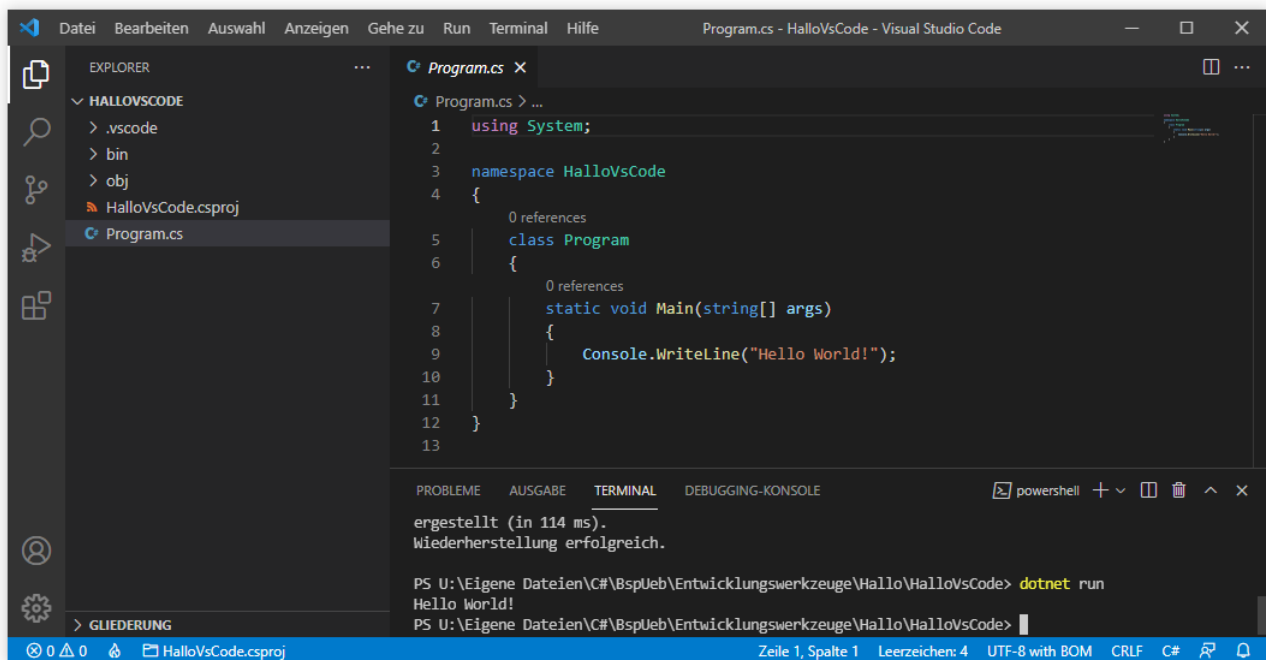 Datei Bearbeiten Auswahl Anzeigen Gehe zu Run Terminal Hilfe Program.cs - HalloVsCode - Visual Studio Code
EXPLORER
HALLOVSCODE
.vscode
bin
obj
HalloVsCode.csproj
C# Program.cs
GLIEDERUNG
C# Program.cs
C# Program.cs > ...
1 using System;
2
3 namespace HalloVsCode
4 {
0 references
5 class Program
6 {
0 references
7 static void Main(string[] args)
8 {
9 Console.WriteLine("Hello World!");
10 }
11 }
12 }
13
PROBLEME AUSGABE TERMINAL DEBUGGING-KONSOLE powershell
ergestellt (in 114 ms).
Wiederherstellung erfolgreich.
PS U:\Eigene Dateien\C#\BspUeb\Entwicklungswerkzeuge\Hallo\HalloVsCode> dotnet run
Hello World!
PS U:\Eigene Dateien\C#\BspUeb\Entwicklungswerkzeuge\Hallo\HalloVsCode>
0 0 HalloVsCode.csproj Zeile 1, Spalte 1 Leerzeichen: 4 UTF-8 with BOM CRLF C#